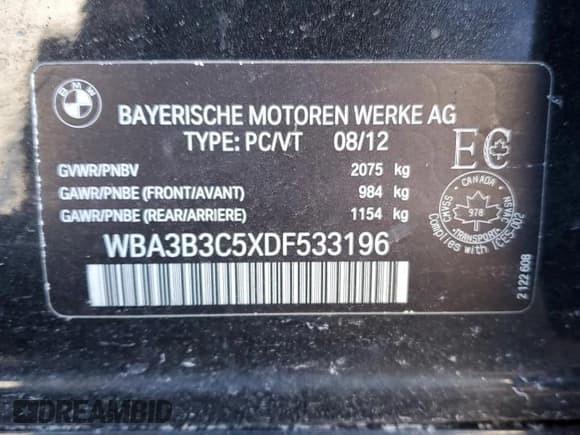 BMW
BAYERISCHE MOTOREN WERKE AG
TYPE: PC/VT 08/12
EC
GVWR/PNBV 2075 kg
GAWR/PNBE (FRONT/AVANT) 984 kg
GAWR/PNBE (REAR/ARRIERE) 1154 kg
CANADA
CMVSS
978
NSVAC
TRANSPORT
Complies with ICES-002
WBA3B3C5XDF533196
2 122 608
DREAMBID